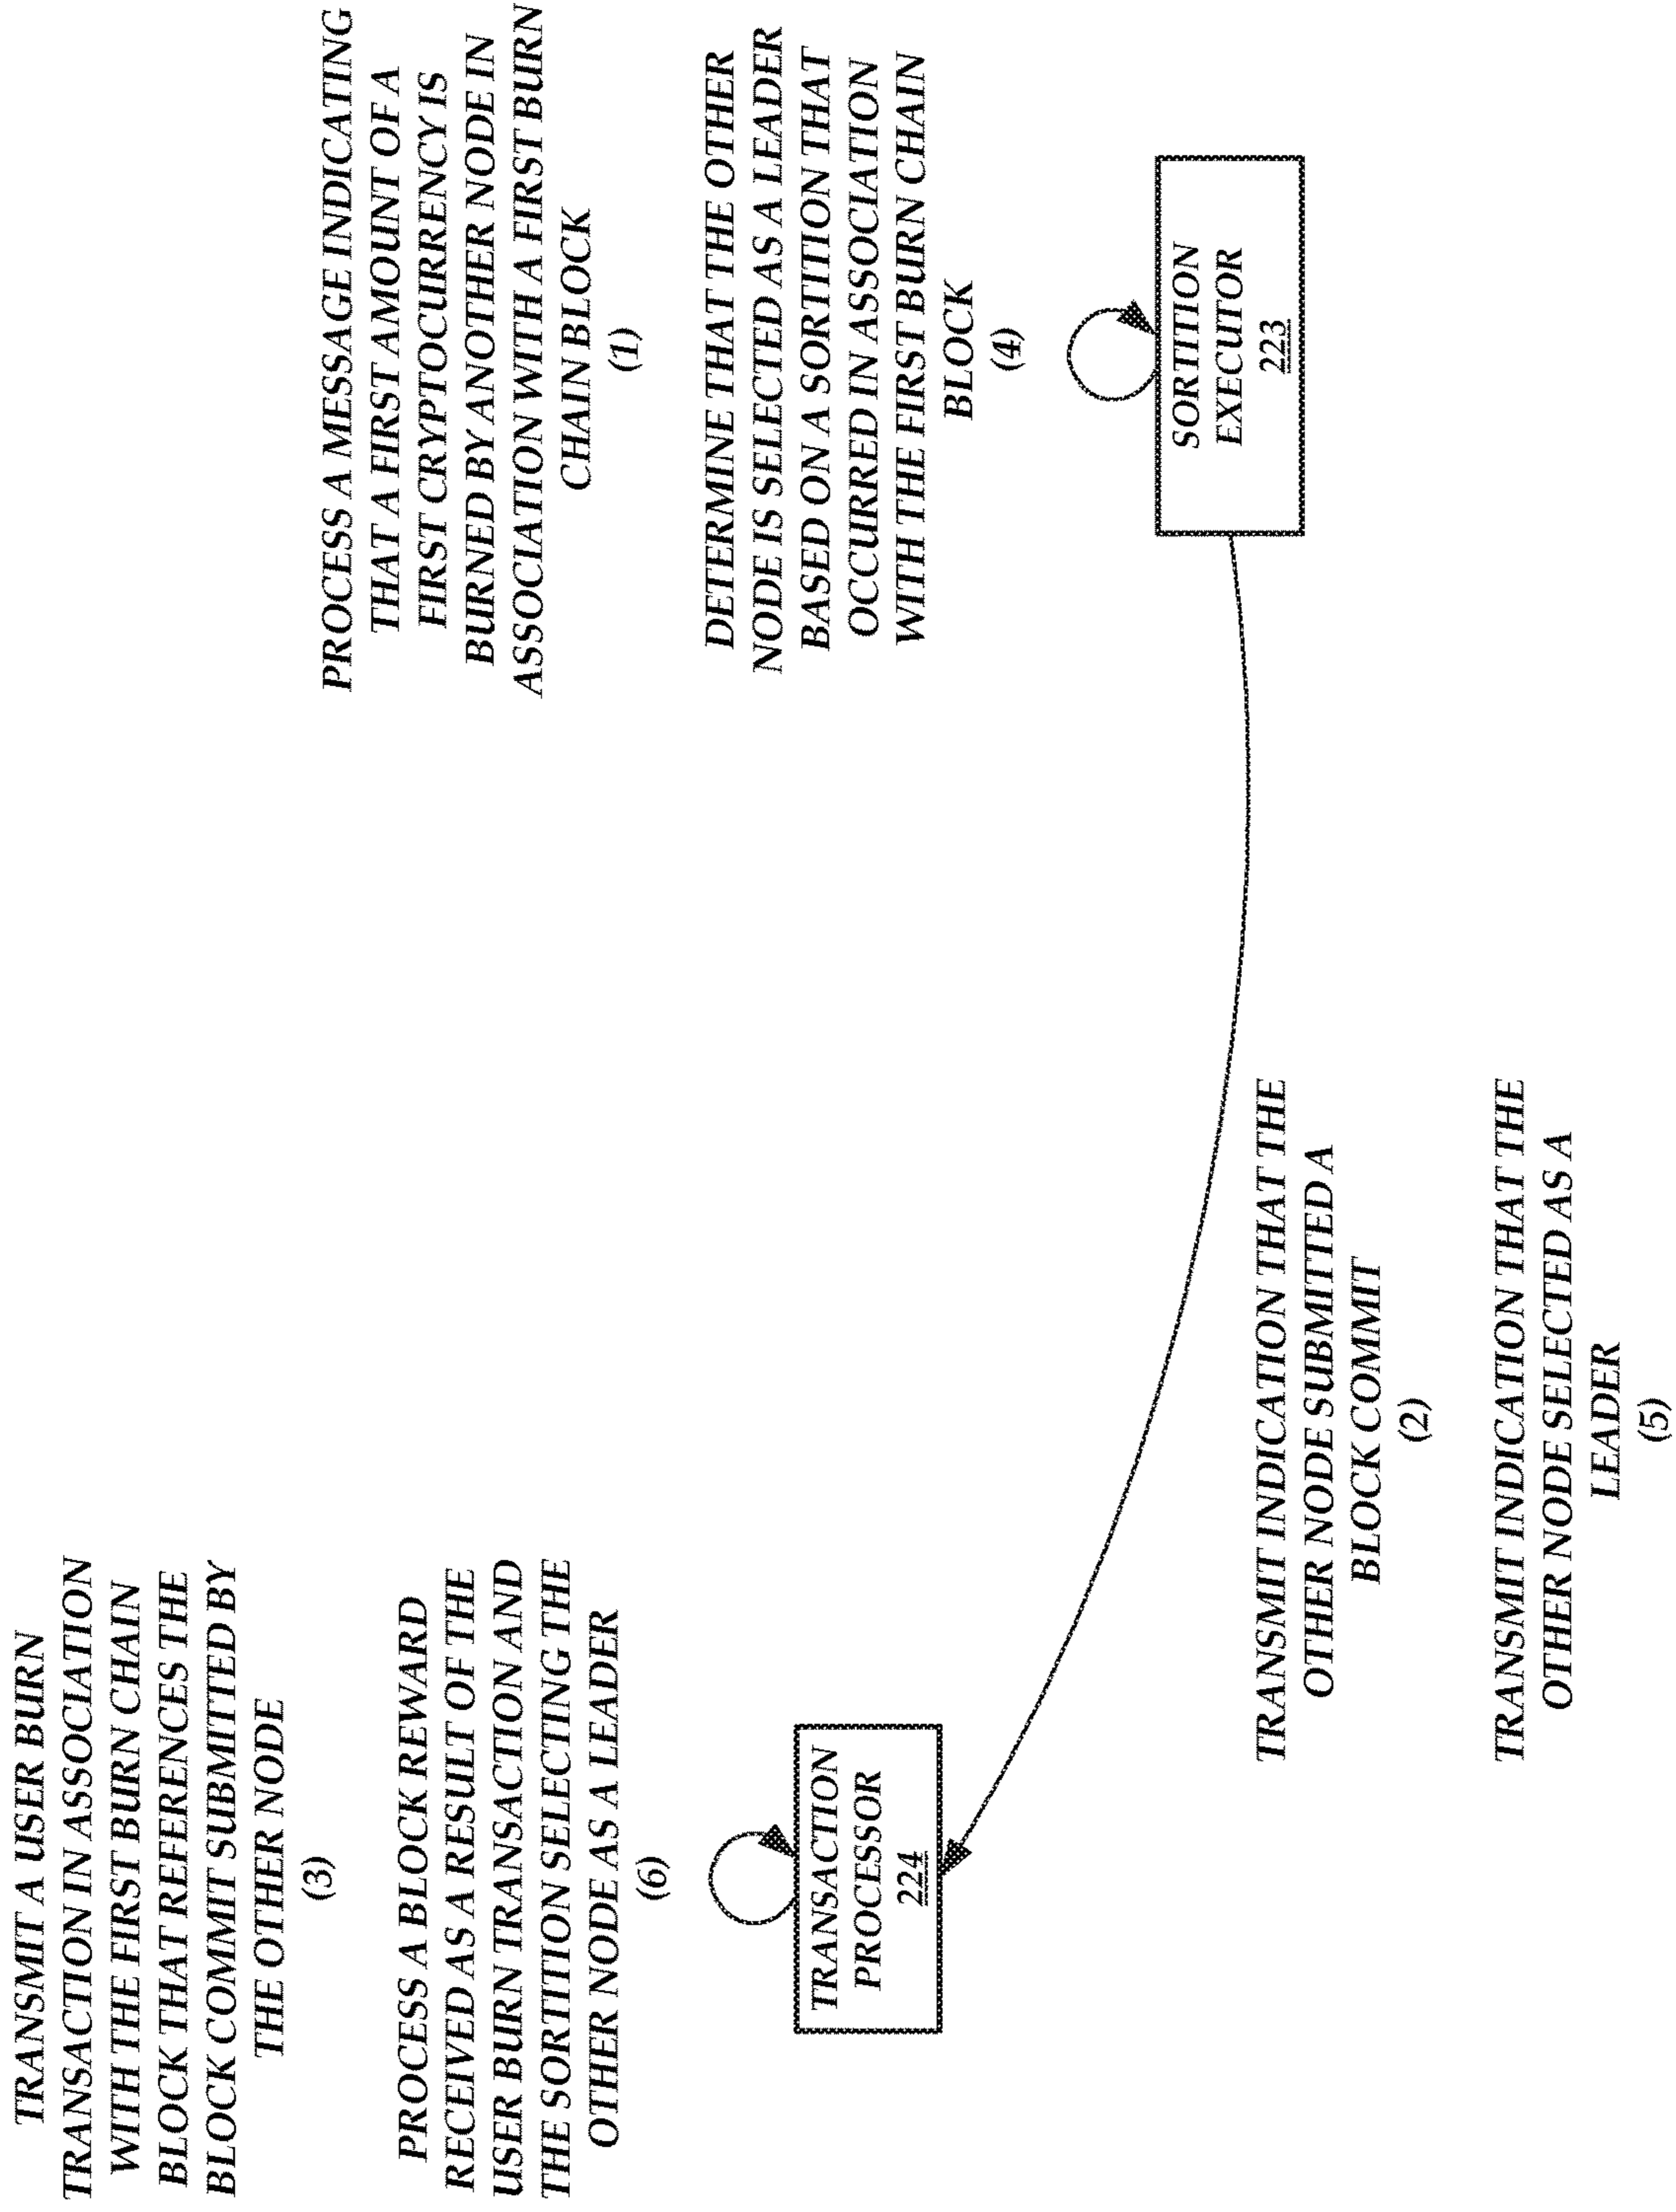 TRANSMIT A USER BURN
TRANSACTION IN ASSOCIATION
WITH THE FIRST BURN CHAIN
BLOCK THAT REFERENCES THE
BLOCK COMMIT SUBMITTED BY
THE OTHER NODE
(3)
PROCESS A BLOCK REWARD
RECEIVED AS A RESULT OF THE
USER BURN TRANSACTION AND
THE SORTITION SELECTING THE
OTHER NODE AS A LEADER
(6)
TRANSACTION
PROCESSOR
224
TRANSMIT INDICATION THAT THE
OTHER NODE SUBMITTED A
BLOCK COMMIT
(2)
TRANSMIT INDICATION THAT THE
OTHER NODE SELECTED AS A
LEADER
(5)
PROCESS A MESSAGE INDICATING
THAT A FIRST AMOUNT OF A
FIRST CRYPTOCURRENCY IS
BURNED BY ANOTHER NODE IN
ASSOCIATION WITH A FIRST BURN
CHAIN BLOCK
(1)
DETERMINE THAT THE OTHER
NODE IS SELECTED AS A LEADER
BASED ON A SORTITION THAT
OCCURRED IN ASSOCIATION
WITH THE FIRST BURN CHAIN
BLOCK
(4)
SORTITION
EXECUTOR
223